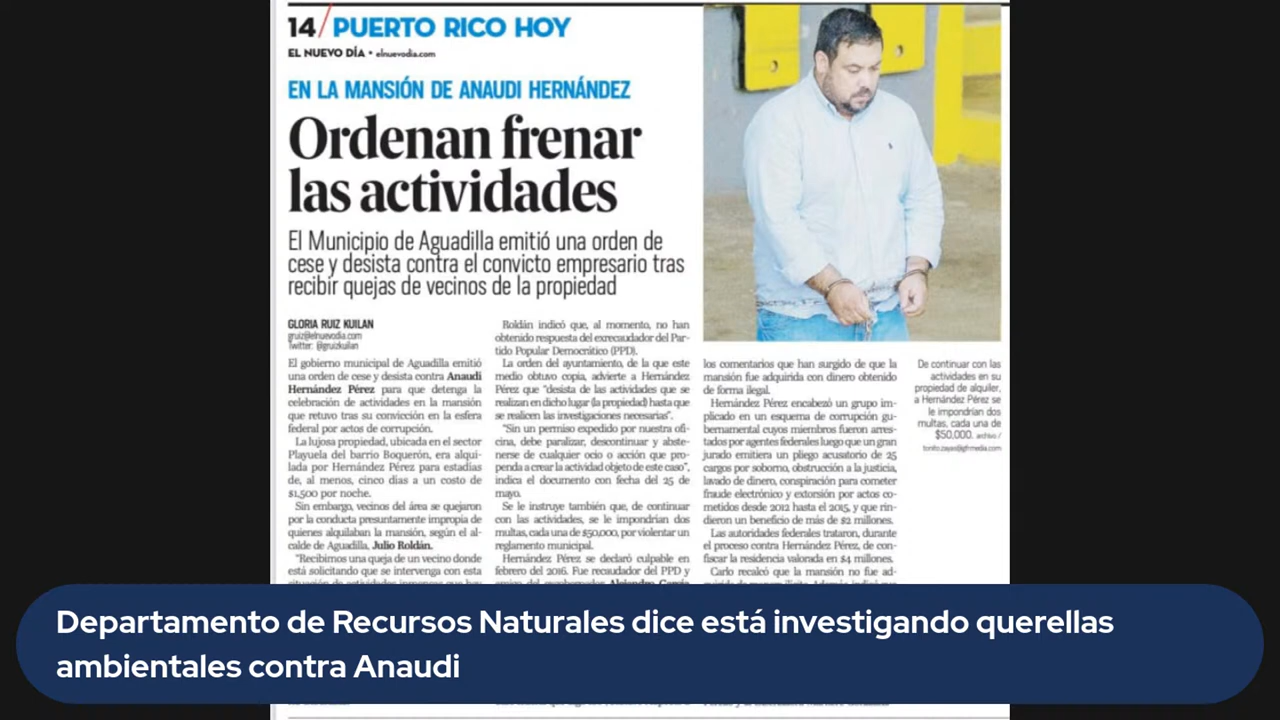 14/PUERTO RICO HOY
EL NUEVO DÍA • elnuevodia.com
EN LA MANSIÓN DE ANAUDI HERNÁNDEZ
Ordenan frenar
las actividades
El Municipio de Aguadilla emitió una orden de
cese y desista contra el convicto empresario tras
recibir quejas de vecinos de la propiedad
GLORIA RUIZ KUILAN
gruiz@elnuevodia.com
Twitter: @gruizkuilan
El gobierno municipal de Aguadilla emitió
una orden de cese y desista contra Anaudi
Hernández Pérez para que detenga la
celebración de actividades en la mansión
que retuvo tras su convicción en la esfera
federal por actos de corrupción.
La lujosa propiedad, ubicada en el sector
Playuela del barrio Boquerón, era alqui-
lada por Hernández Pérez para estadías
de, al menos, cinco días a un costo de
$1,500 por noche.
Sin embargo, vecinos del área se quejaron
por la conducta presuntamente impropia de
quienes alquilaban la mansión, según el al-
calde de Aguadilla, Julio Roldán.
"Recibimos una queja de un vecino donde
está solicitando que se intervenga con esta
Roldán indicó que, al momento, no han
obtenido respuesta del exrecaudador del Par-
tido Popular Democrático (PPD).
La orden del ayuntamiento, de la que este
medio obtuvo copia, advierte a Hernández
Pérez que "desista de las actividades que se
realizan en dicho lugar (la propiedad) hasta que
se realicen las investigaciones necesarias".
"Sin un permiso expedido por nuestra ofi-
cina, debe paralizar, descontinuar y abste-
nerse de cualquier ocio o acción que pro-
penda a crear la actividad objeto de este caso",
indica el documento con fecha del 25 de
mayo.
Se le instruye también que, de continuar
con las actividades, se le impondrían dos
multas, cada una de $50,000, por violentar un
reglamento municipal.
Hernández Pérez se declaró culpable en
febrero del 2016. Fue recaudador del PPD y
amigo del exgobernador Alejandro García
los comentarios que han surgido de que la
mansión fue adquirida con dinero obtenido
de forma ilegal.
Hernández Pérez encabezó un grupo im-
plicado en un esquema de corrupción gu-
bernamental cuyos miembros fueron arres-
tados por agentes federales luego que un gran
jurado emitiera un pliego acusatorio de 25
cargos por soborno, obstrucción a la justicia,
lavado de dinero, conspiración para cometer
fraude electrónico y extorsión por actos co-
metidos desde 2012 hasta el 2015, y que rin-
dieron un beneficio de más de $2 millones.
Las autoridades federales trataron, durante
el proceso contra Hernández Pérez, de con-
fiscar la residencia valorada en $4 millones.
Carlo recalcó que la mansión no fue ad-
De continuar con las
actividades en su
propiedad de alquiler,
a Hernández Pérez se
le impondrían dos
multas, cada una de
$50,000. archivo /
tonito.zayas@gfrmedia.com
Departamento de Recursos Naturales dice está investigando querellas
ambientales contra Anaudi